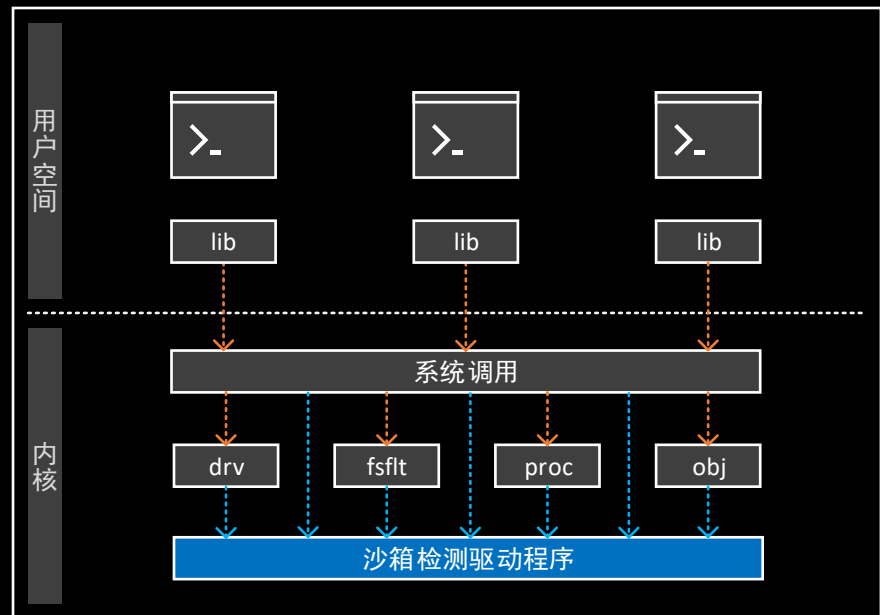 用户空间
lib
lib
lib
系统调用
内核
drv
fsflt
proc
obj
沙箱检测驱动程序